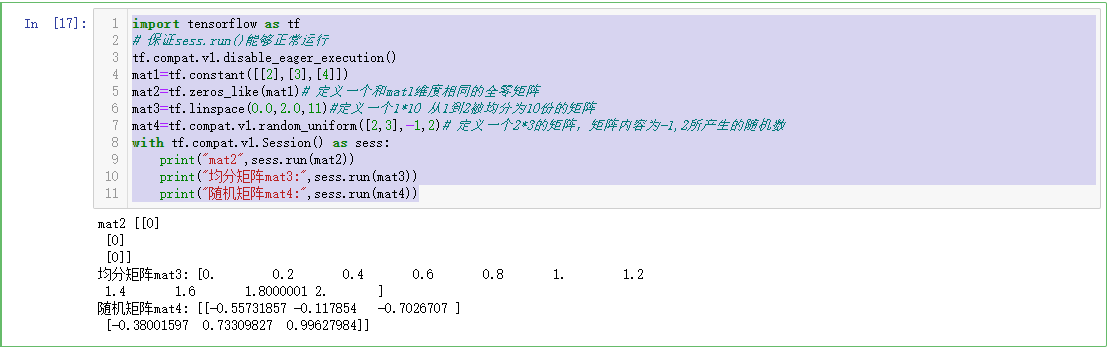 In [17]:
1 import tensorflow as tf
2 # 保证sess.run()能够正常运行
3 tf.compat.v1.disable_eager_execution()
4 mat1=tf.constant([[2],[3],[4]])
5 mat2=tf.zeros_like(mat1)# 定义一个和mat1维度相同的全零矩阵
6 mat3=tf.linspace(0.0,2.0,11)#定义一个1*10 从1到2被均分为10份的矩阵
7 mat4=tf.compat.v1.random_uniform([2,3],-1,2)# 定义一个2*3的矩阵，矩阵内容为-1,2所产生的随机数
8 with tf.compat.v1.Session() as sess:
9     print("mat2",sess.run(mat2))
10     print("均分矩阵mat3:",sess.run(mat3))
11     print("随机矩阵mat4:",sess.run(mat4))
mat2 [[0]
 [0]
 [0]]
均分矩阵mat3: [0.        0.2       0.4       0.6       0.8       1.        1.2
 1.4       1.6       1.8000001 2.       ]
随机矩阵mat4: [[-0.55731857 -0.117854   -0.7026707 ]
 [-0.38001597  0.73309827  0.99627984]]